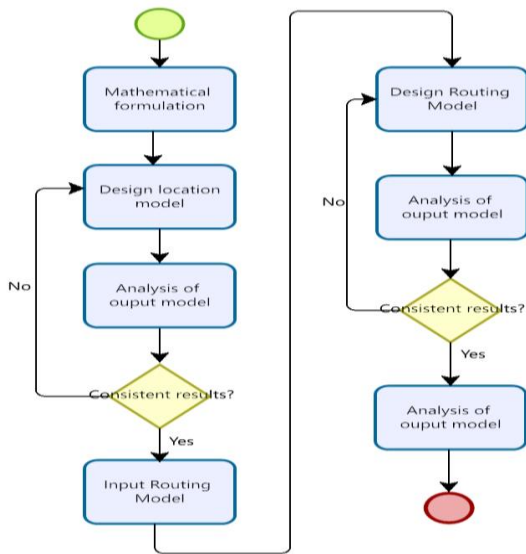 Mathematical
formulation
Design location
model
No
Analysis of
ouput model
Consistent results?
Yes
Input Routing
Model
Design Routing
Model
No
Analysis of
ouput model
Consistent results?
Yes
Analysis of
ouput model